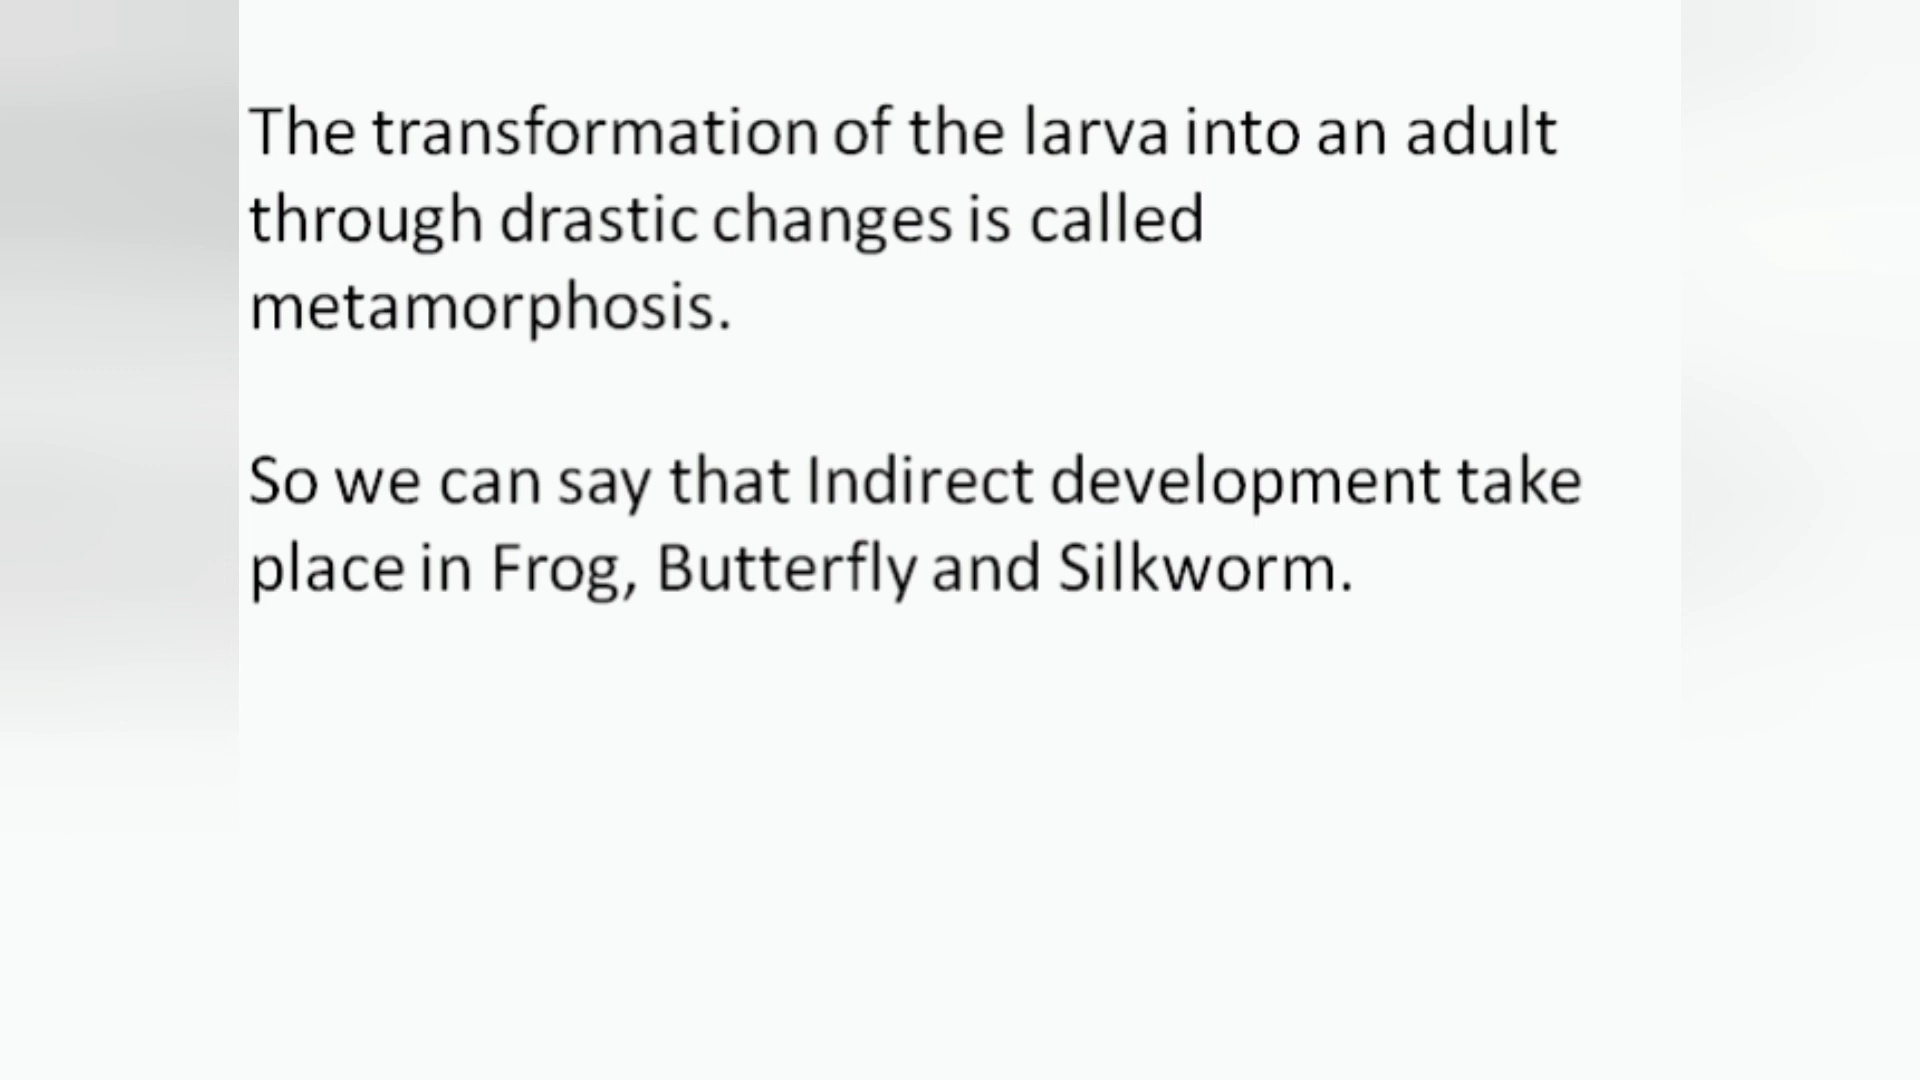 The transformation of the larva into an adult
through drastic changes is called
metamorphosis.
So we can say that Indirect development take
place in Frog, Butterfly and Silkworm.